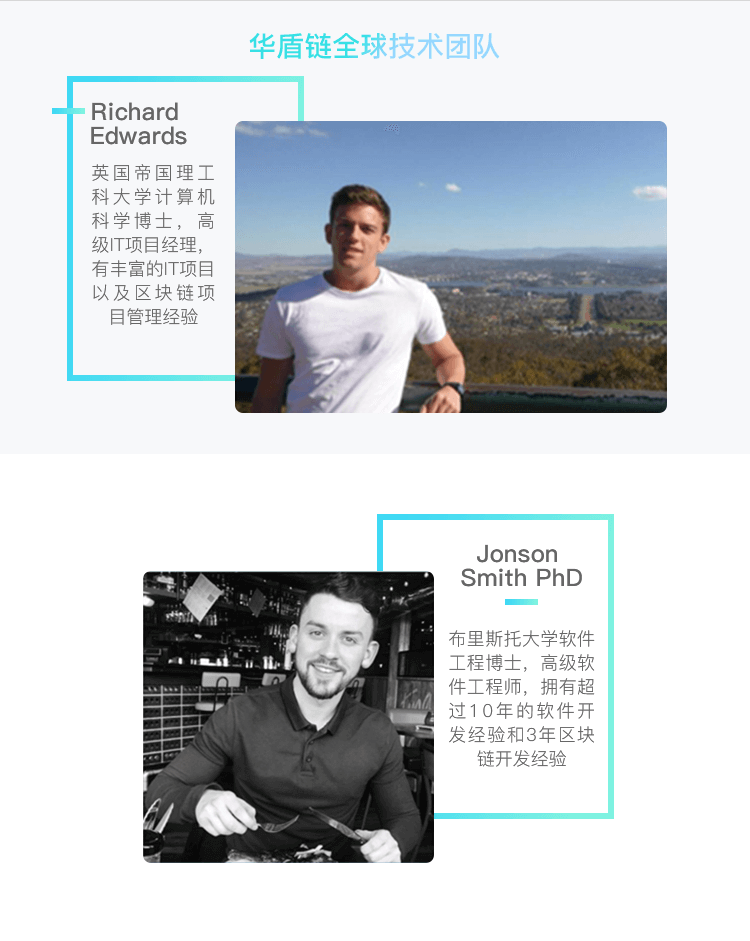 华盾链全球技术团队
Richard
Edwards
英国帝国理工
科大学计算机
科学博士，高
级IT项目经理，
有丰富的IT项目
以及区块链项
目管理经验
Jonson
Smith PhD
布里斯托大学软件
工程博士，高级软
件工程师，拥有超
过10年的软件开
发经验和3年区块
链开发经验